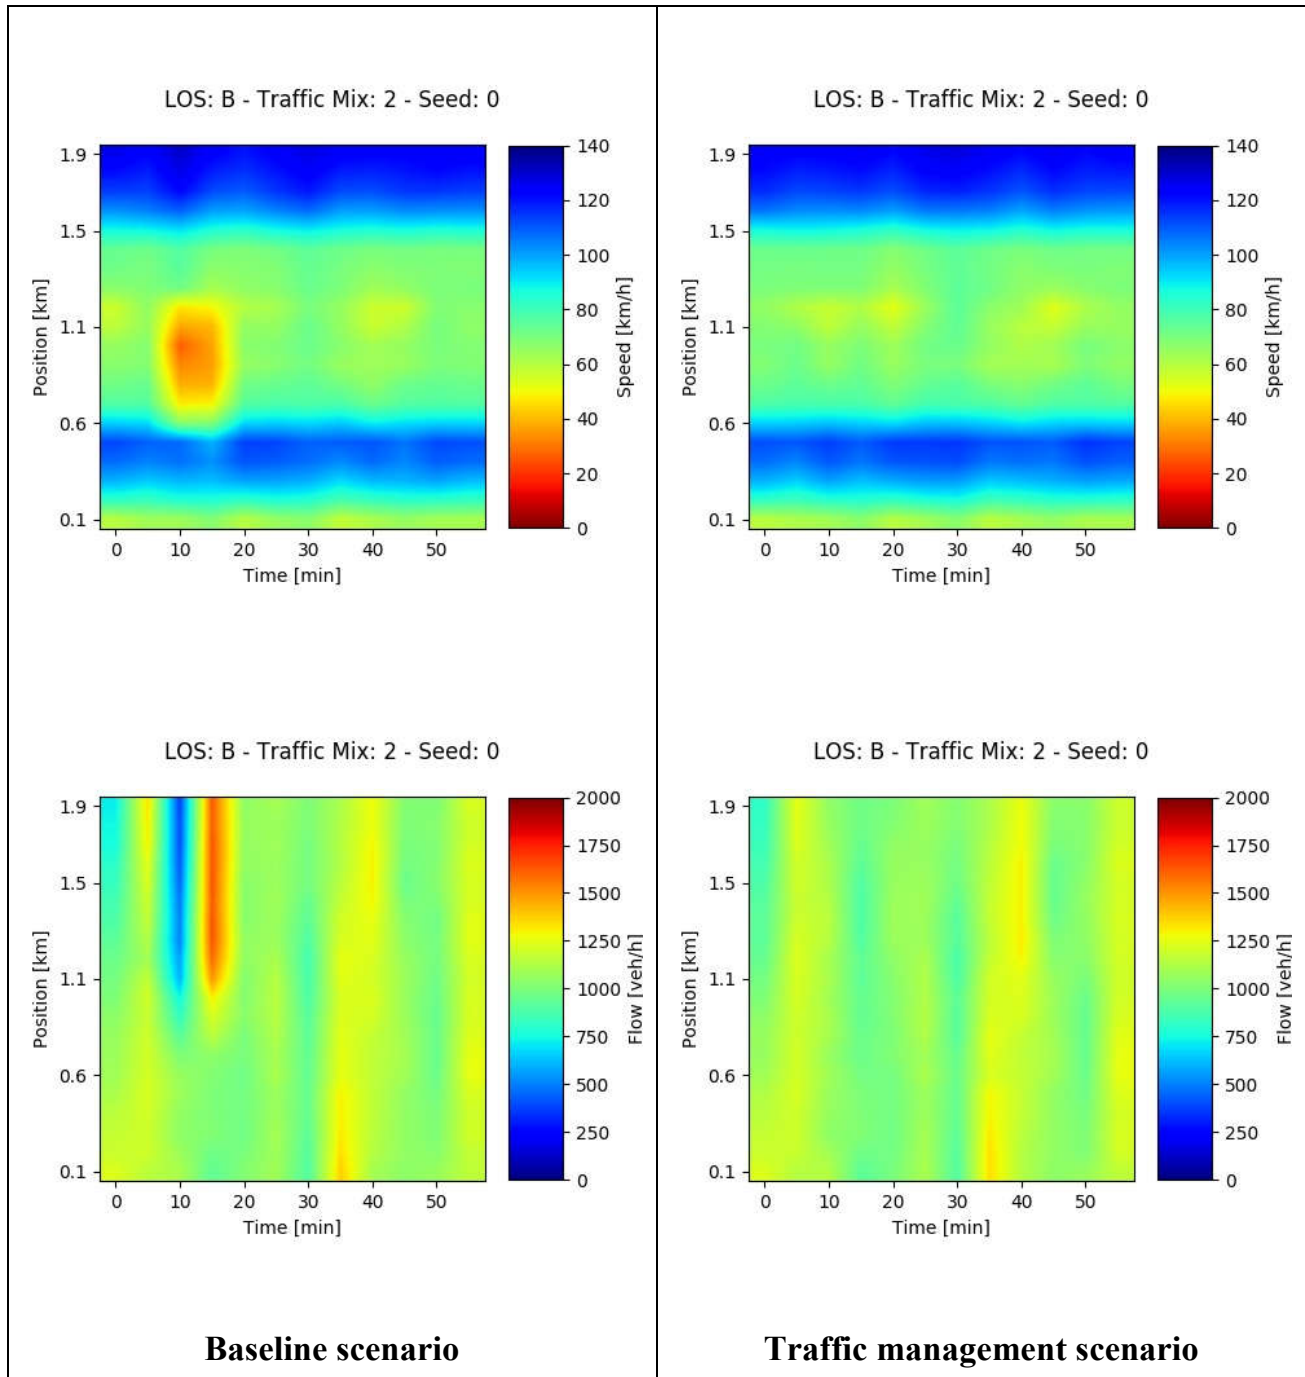 LOS: B - Traffic Mix: 2 - Seed: 0
1.9
1.5
1.1
0.6
0.1
Position [km]
0 10 20 30 40 50
Time [min]
140
120
100
80
60
40
20
0
Speed [km/h]
LOS: B - Traffic Mix: 2 - Seed: 0
1.9
1.5
1.1
0.6
0.1
Position [km]
0 10 20 30 40 50
Time [min]
140
120
100
80
60
40
20
0
Speed [km/h]
LOS: B - Traffic Mix: 2 - Seed: 0
1.9
1.5
1.1
0.6
0.1
Position [km]
0 10 20 30 40 50
Time [min]
2000
1750
1500
1250
1000
750
500
250
0
Flow [veh/h]
LOS: B - Traffic Mix: 2 - Seed: 0
1.9
1.5
1.1
0.6
0.1
Position [km]
0 10 20 30 40 50
Time [min]
2000
1750
1500
1250
1000
750
500
250
0
Flow [veh/h]
Baseline scenario
Traffic management scenario